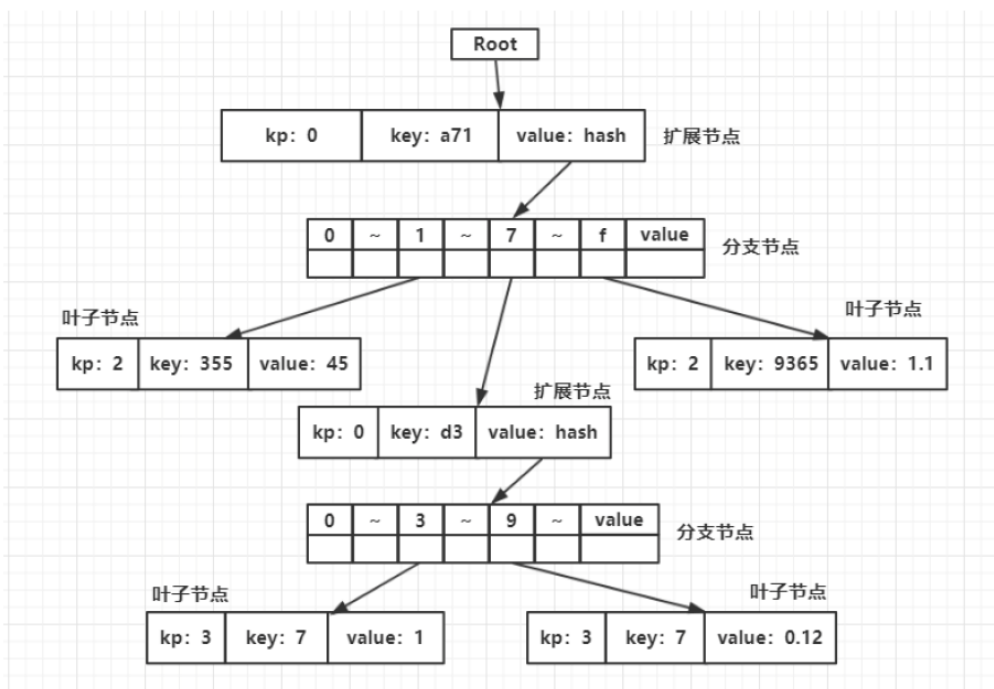 Root
kp: 0 key: a71 value: hash 扩展节点
0 ~ 1 ~ 7 ~ f value 分支节点
叶子节点 叶子节点
kp: 2 key: 355 value: 45 kp: 2 key: 9365 value: 1.1
扩展节点
kp: 0 key: d3 value: hash
0 ~ 3 ~ 9 ~ value 分支节点
叶子节点 叶子节点
kp: 3 key: 7 value: 1 kp: 3 key: 7 value: 0.12